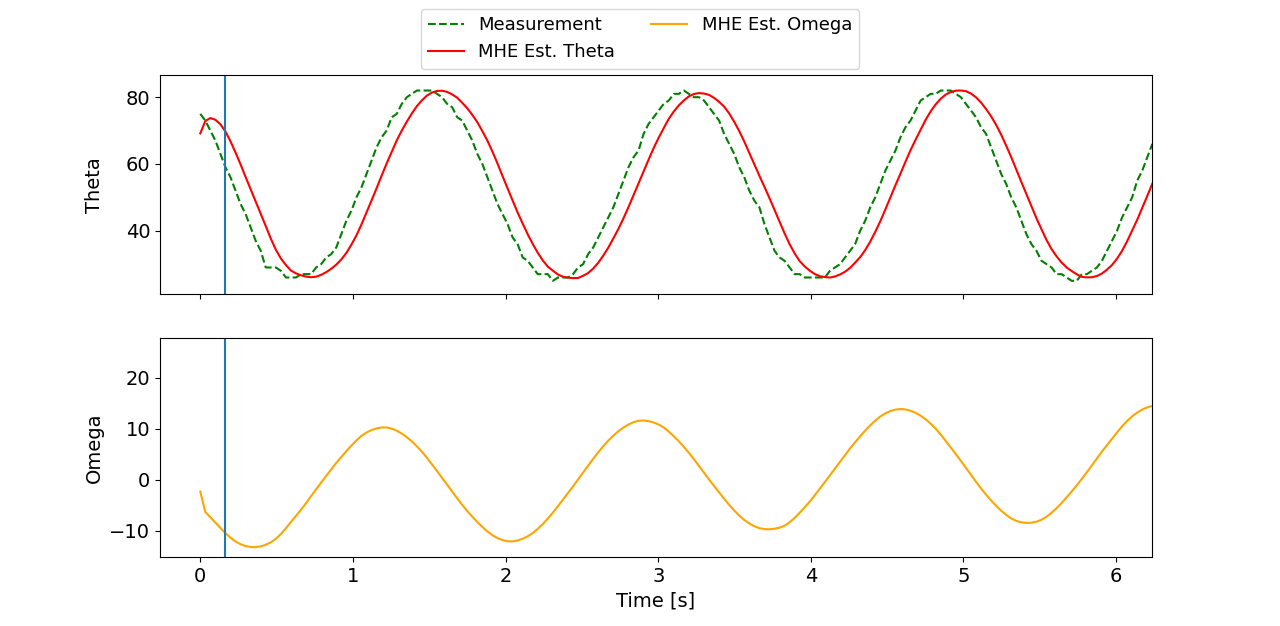 Measurement
MHE Est. Theta
MHE Est. Omega
80
60
40
Theta
20
10
0
−10
Omega
0 1 2 3 4 5 6
Time [s]